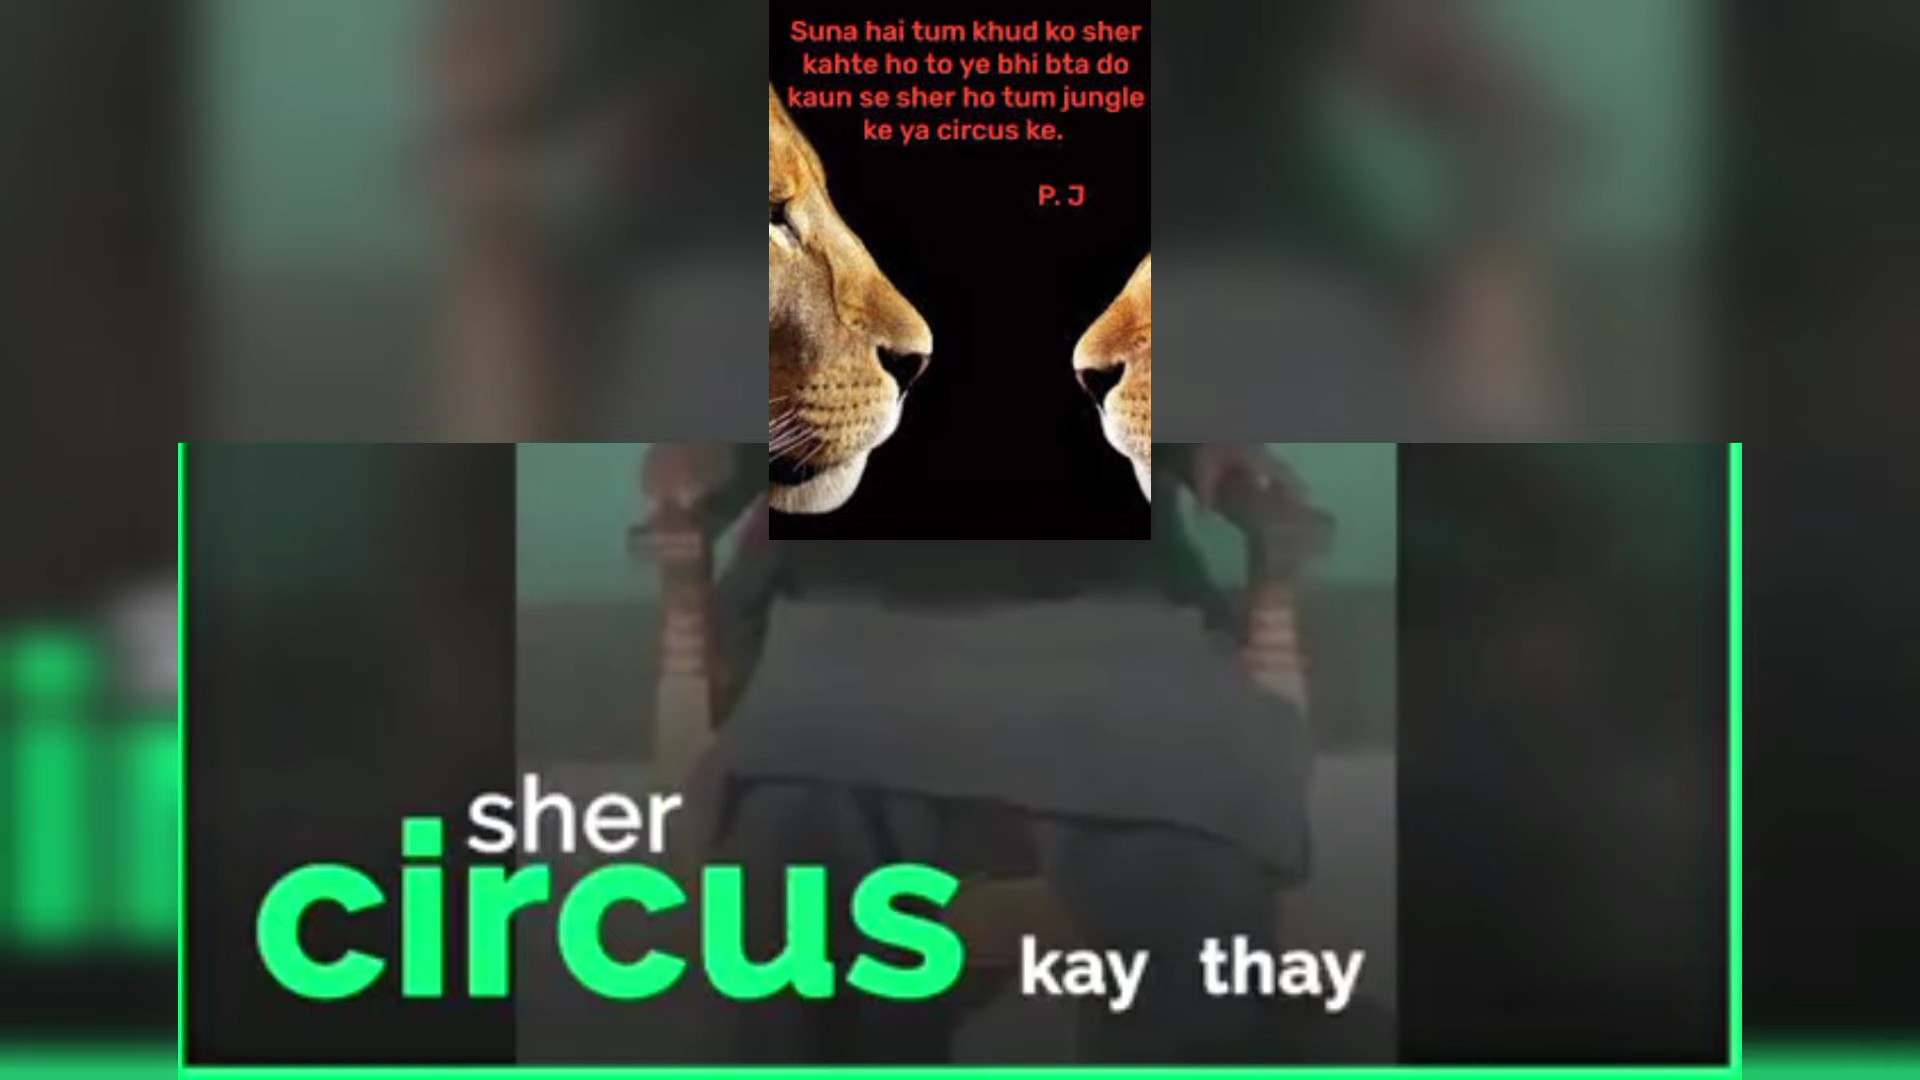 Suna hai tum khud ko sher
kahte ho to ye bhi bta do
kaun se sher ho tum jungle
ke ya circus ke.
P. J
sher
circus kay thay